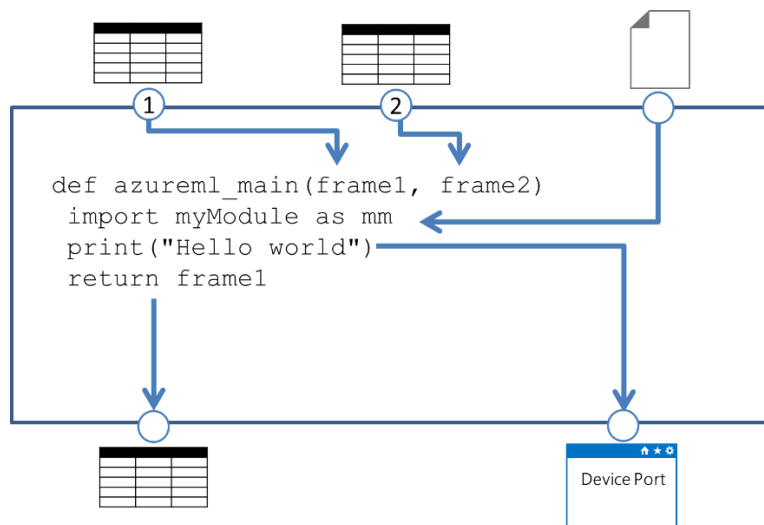 1
2
def azureml_main(frame1, frame2)
import myModule as mm
print("Hello world")
return frame1
Device Port